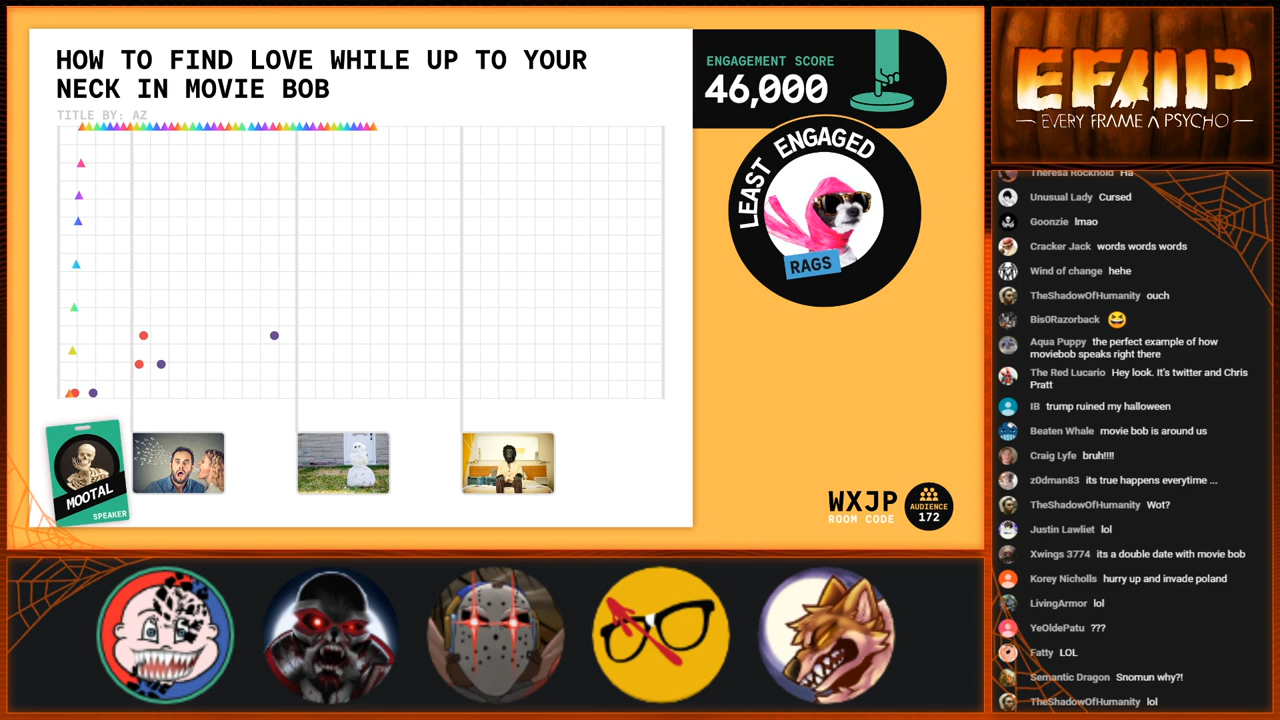 HOW TO FIND LOVE WHILE UP TO YOUR
NECK IN MOVIE BOB
TITLE BY: AZ
ENGAGEMENT SCORE
46,000
LEAST ENGAGED
RAGS
MOOTAL
SPEAKER
WXJP
ROOM CODE
AUDIENCE
172
EFAP
EVERY FRAME A PSYCHO
Theresa Rockhold Ha
Unusual Lady Cursed
Goonzie lmao
Cracker Jack words words words
Wind of change hehe
TheShadowOfHumanity ouch
Bis0Razorback 😆
Aqua Puppy the perfect example of how
moviebob speaks right there
The Red Lucario Hey look. It's twitter and Chris
Pratt
IB trump ruined my halloween
Beaten Whale movie bob is around us
Craig Lyfe bruh!!!!
z0dman83 its true happens everytime ...
TheShadowOfHumanity Wot?
Justin Lawliet lol
Xwings 3774 its a double date with movie bob
Korey Nicholls hurry up and invade poland
LivingArmor lol
YeOldePatu ???
Fatty LOL
Semantic Dragon Snomun why?!
TheShadowOfHumanity lol